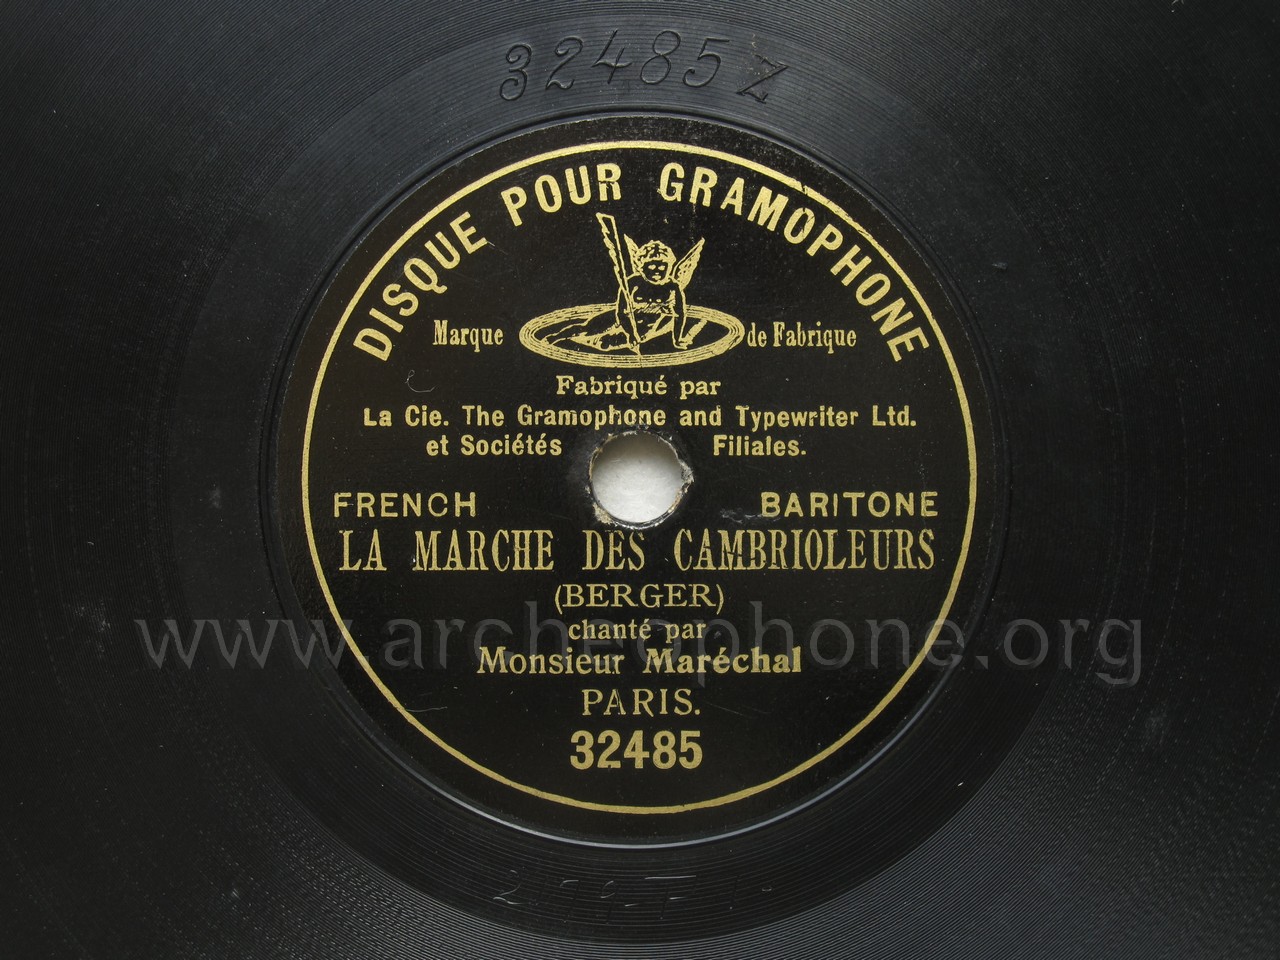 32485 Z
DISQUE POUR GRAMOPHONE
Marque de Fabrique
Fabriqué par
La Cie. The Gramophone and Typewriter Ltd.
et Sociétés Filiales.
FRENCH BARITONE
LA MARCHE DES CAMBRIOLEURS
(BERGER)
chanté par
www.archeophone.org
Monsieur Maréchal
PARIS.
32485